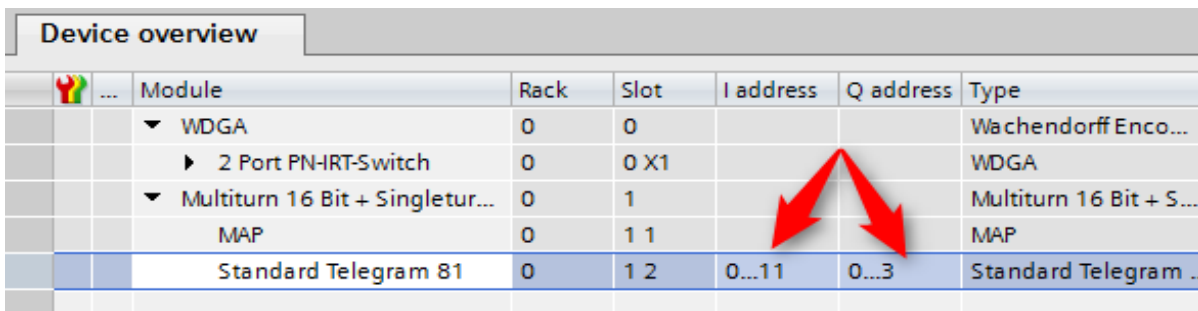 Device overview
... Module Rack Slot I address Q address Type
WDGA 0 0 Wachendorff Enco...
2 Port PN-IRT-Switch 0 0 X1 WDGA
Multiturn 16 Bit + Singletur... 0 1 Multiturn 16 Bit + S...
MAP 0 1 1 MAP
Standard Telegram 81 0 1 2 0...11 0...3 Standard Telegram ..